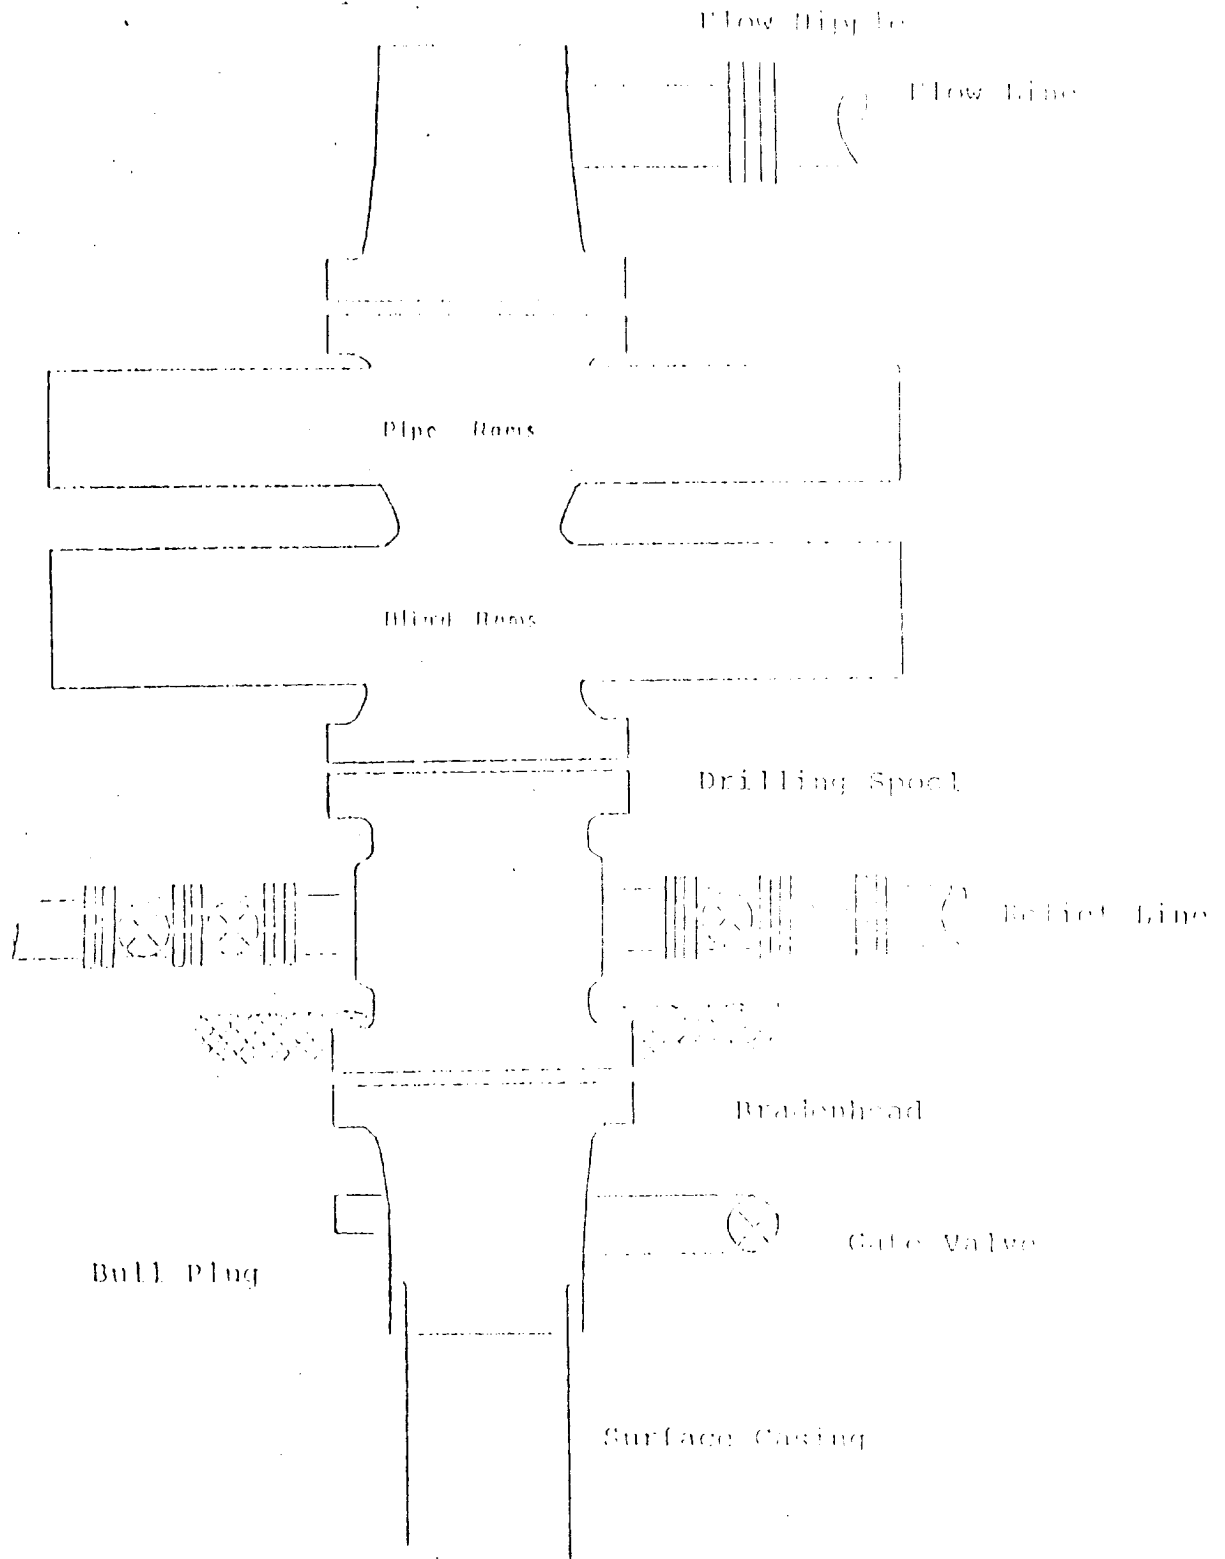 Flow Nipple
Flow Line
Pipe Rams
Blind Rams
Drilling Spool
Relief Line
Bradenhead
Gate Valve
Bull Plug
Surface Casing